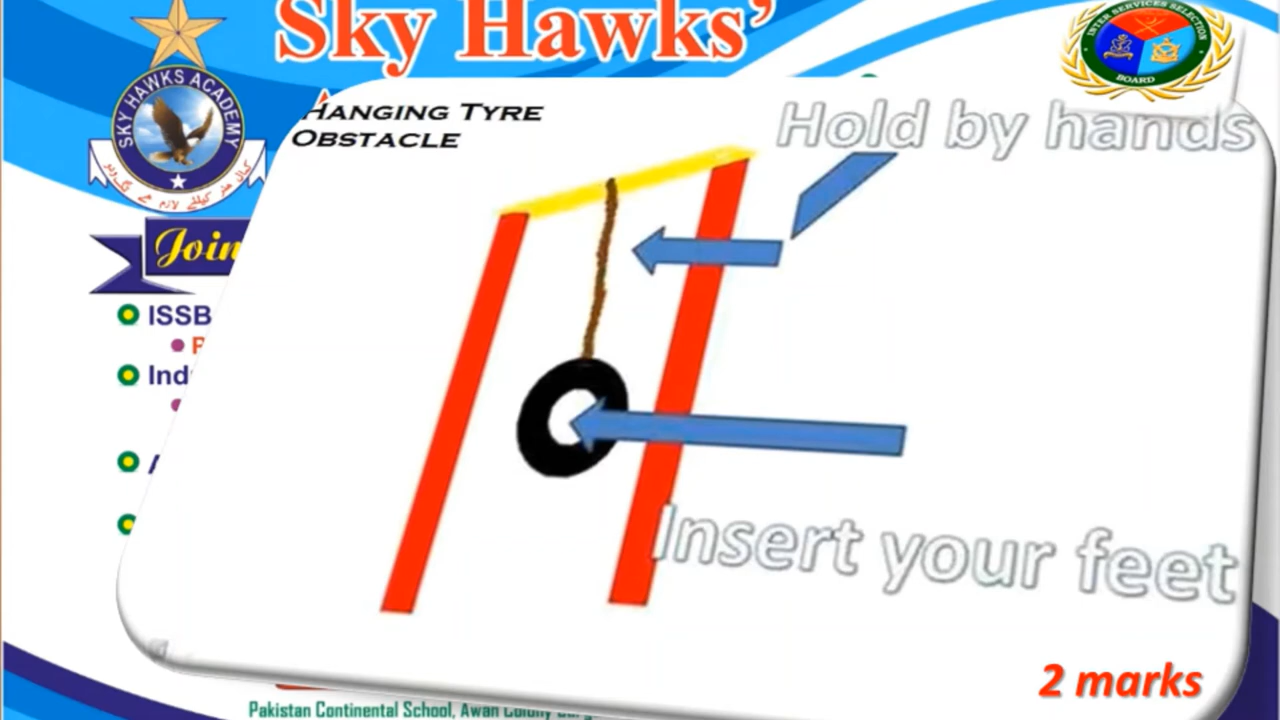 Sky Hawks'
SKY HAWKS ACADEMY
INTER SERVICES SELECTION
BOARD
HANGING TYRE
OBSTACLE
Hold by hands
Join
ISSB
Ind
Insert your feet
2 marks
Pakistan Continental School, Awan Colony